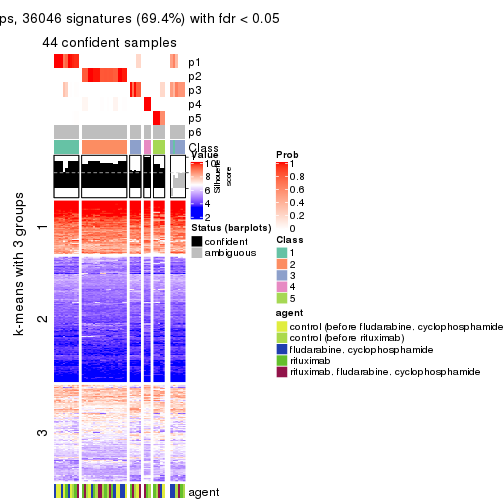 ps, 36046 signatures (69.4%) with fdr < 0.05
44 confident samples
p1
p2
p3
p4
p5
p6
Class
Value
10
8
6
4
2
Silhouette
score
Status (barplots)
confident
ambiguous
Prob
1
0.8
0.6
0.4
0.2
0
Class
1
2
3
4
5
agent
control (before fludarabine. cyclophosphamide
control (before rituximab)
fludarabine. cyclophosphamide
rituximab
rituximab. fludarabine. cyclophosphamide
k-means with 3 groups
1
2
3
agent